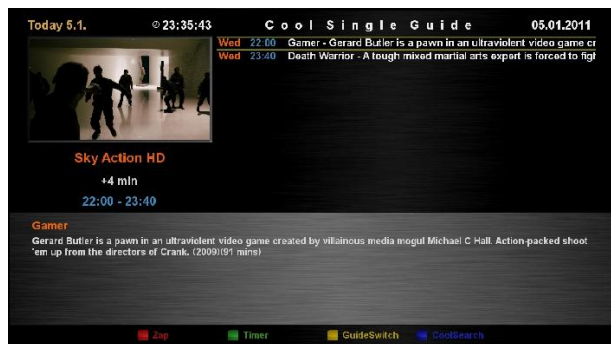 Today 5.1.
23:35:43
Cool Single Guide
05.01.2011
Wed 22:00 Gamer - Gerard Butler is a pawn in an ultraviolent video game cr
Wed 23:40 Death Warrior - A tough mixed martial arts expert is forced to figh
Sky Action HD
+4 min
22:00 - 23:40
Gamer
Gerard Butler is a pawn in an ultraviolent video game created by villainous media mogul Michael C Hall. Action-packed shoot
'em up from the directors of Crank. (2009)(91 mins)
Zap
Timer
GuideSwitch
CoolSearch